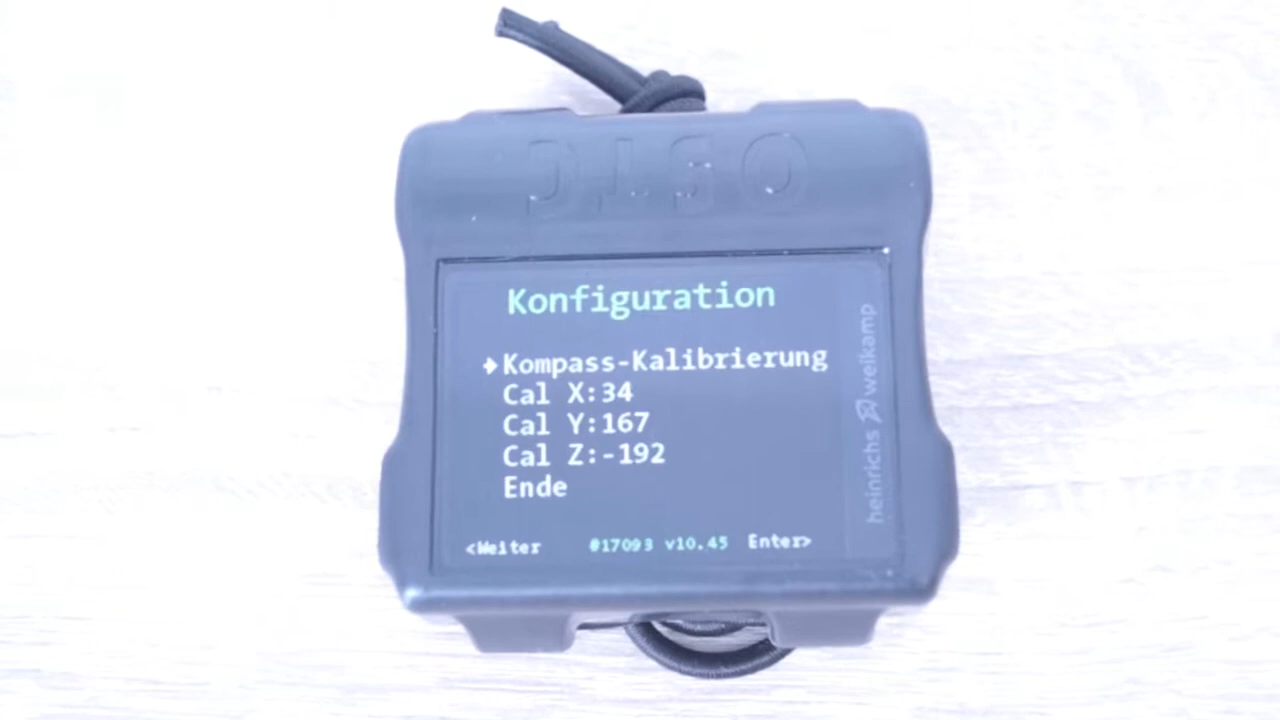 OSTC
Konfiguration
➔Kompass-Kalibrierung
Cal X:34
Cal Y:167
Cal Z:-192
Ende
<Weiter #17093 v10.45 Enter>
heinrichs weikamp